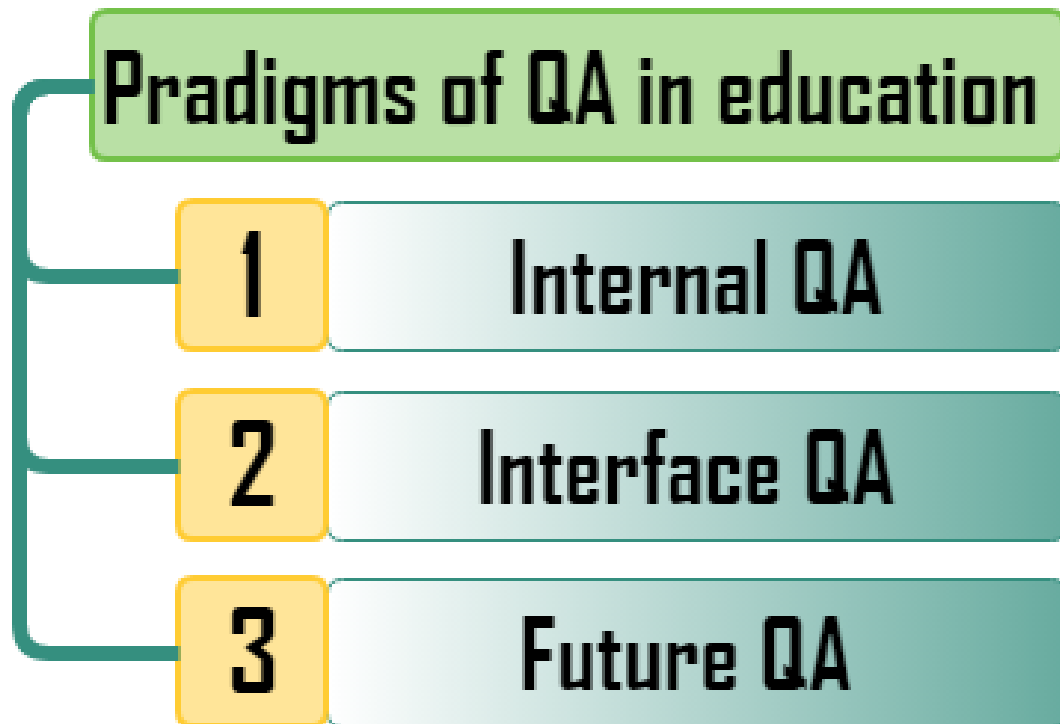 Pradigms of QA in education
1 Internal QA
2 Interface QA
3 Future QA